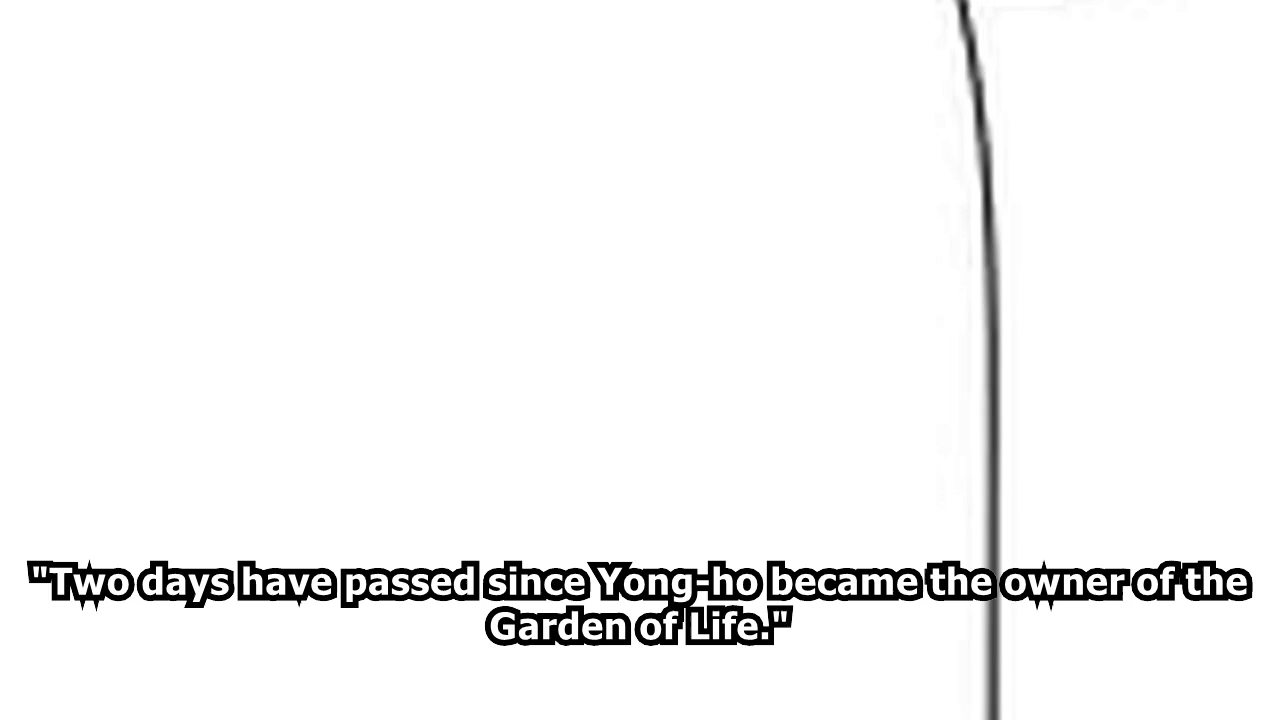 "Two days have passed since Yong-ho became the owner of the
Garden of Life."